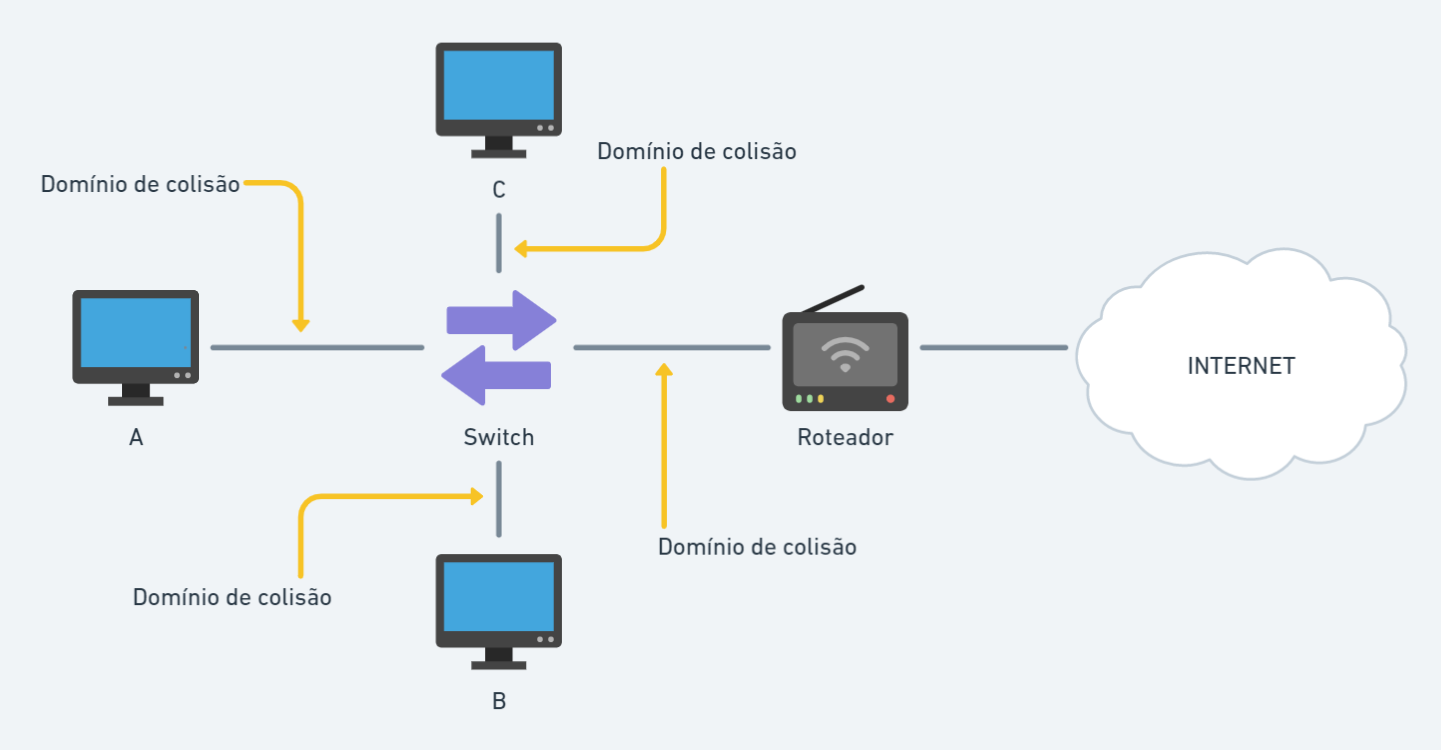 Domínio de colisão
C
Domínio de colisão
INTERNET
A
Switch
Roteador
Domínio de colisão
Domínio de colisão
B